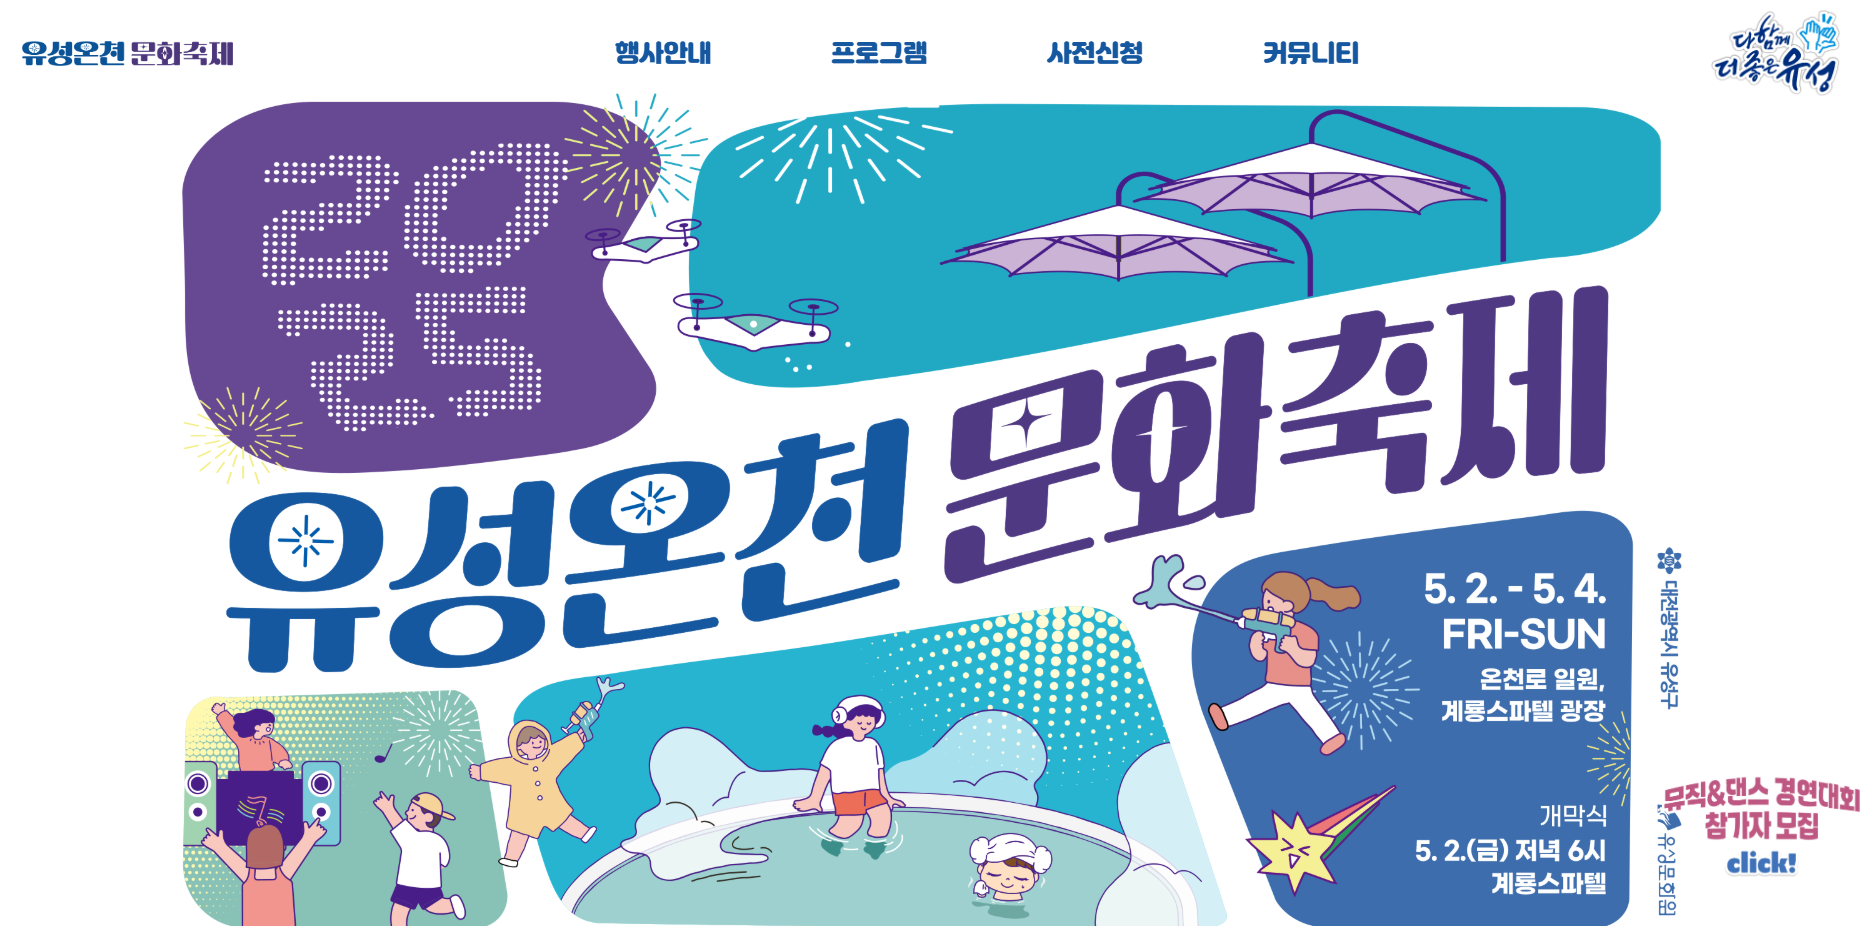 유성온천 문화축제
행사안내
프로그램
사전신청
커뮤니티
다함께
더 좋은 유성
20
25
유성온천 문화축제
5. 2. - 5. 4.
FRI-SUN
온천로 일원,
계룡스파텔 광장
개막식
5. 2.(금) 저녁 6시
계룡스파텔
대전광역시 유성구
뮤직&댄스 경연대회
참가자 모집
click!
유성문화원